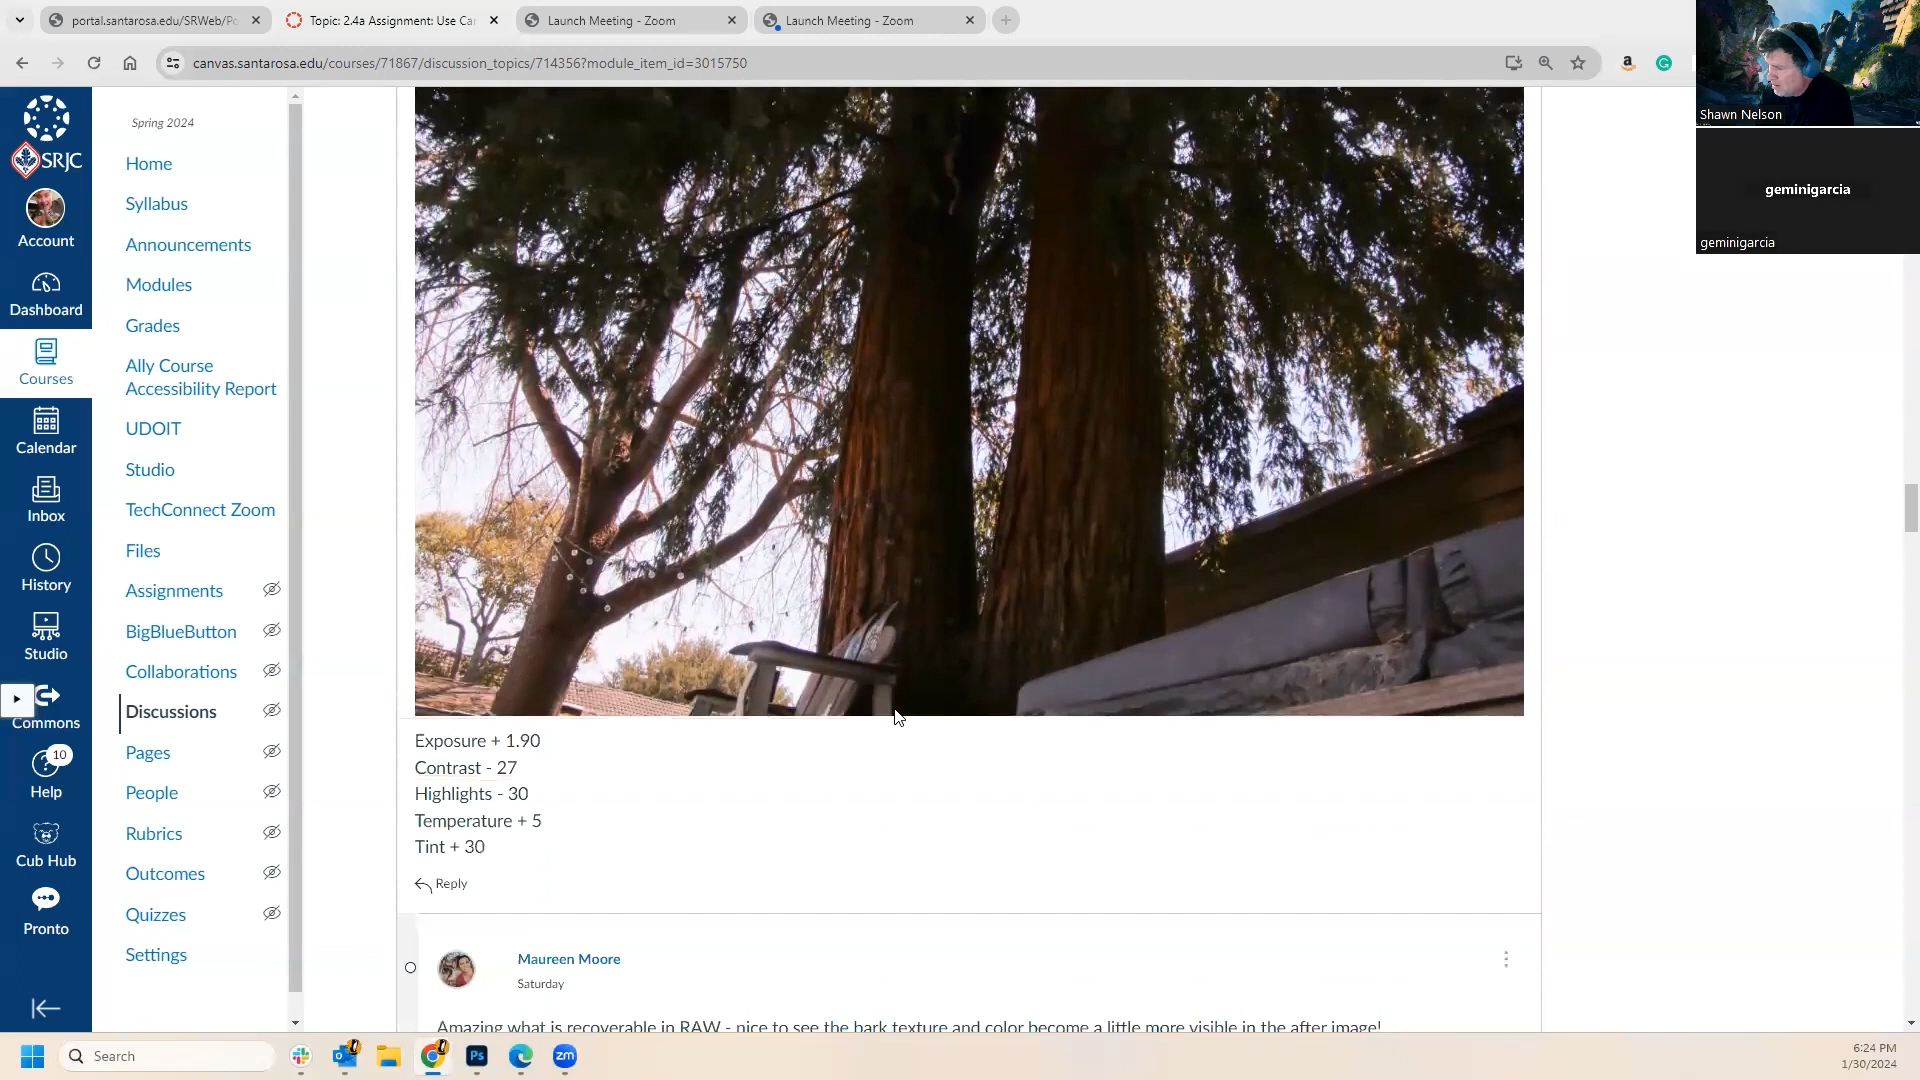 portal.santarosa.edu/SRWeb/Po
Topic: 2.4a Assignment: Use Car
Launch Meeting - Zoom
Launch Meeting - Zoom
canvas.santarosa.edu/courses/71867/discussion_topics/714356?module_item_id=3015750
Shawn Nelson
geminigarcia
geminigarcia
SRJC
Account
Dashboard
Courses
Calendar
Inbox
History
Studio
Commons
10
Help
Cub Hub
Pronto
Spring 2024
Home
Syllabus
Announcements
Modules
Grades
Ally Course
Accessibility Report
UDOIT
Studio
TechConnect Zoom
Files
Assignments
BigBlueButton
Collaborations
Discussions
Pages
People
Rubrics
Outcomes
Quizzes
Settings
Exposure + 1.90
Contrast - 27
Highlights - 30
Temperature + 5
Tint + 30
Reply
Maureen Moore
Saturday
Amazing what is recoverable in RAW - nice to see the bark texture and color become a little more visible in the after image!
Search
Ps
zm
6:24 PM
1/30/2024